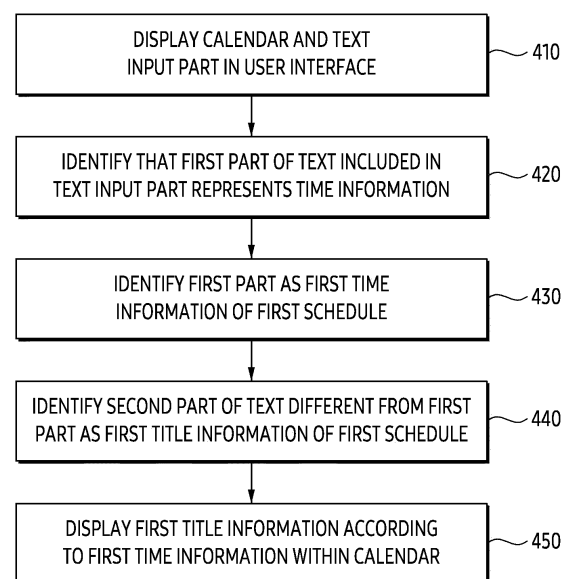 DISPLAY CALENDAR AND TEXT
INPUT PART IN USER INTERFACE
410
IDENTIFY THAT FIRST PART OF TEXT INCLUDED IN
TEXT INPUT PART REPRESENTS TIME INFORMATION
420
IDENTIFY FIRST PART AS FIRST TIME
INFORMATION OF FIRST SCHEDULE
430
IDENTIFY SECOND PART OF TEXT DIFFERENT FROM FIRST
PART AS FIRST TITLE INFORMATION OF FIRST SCHEDULE
440
DISPLAY FIRST TITLE INFORMATION ACCORDING
TO FIRST TIME INFORMATION WITHIN CALENDAR
450